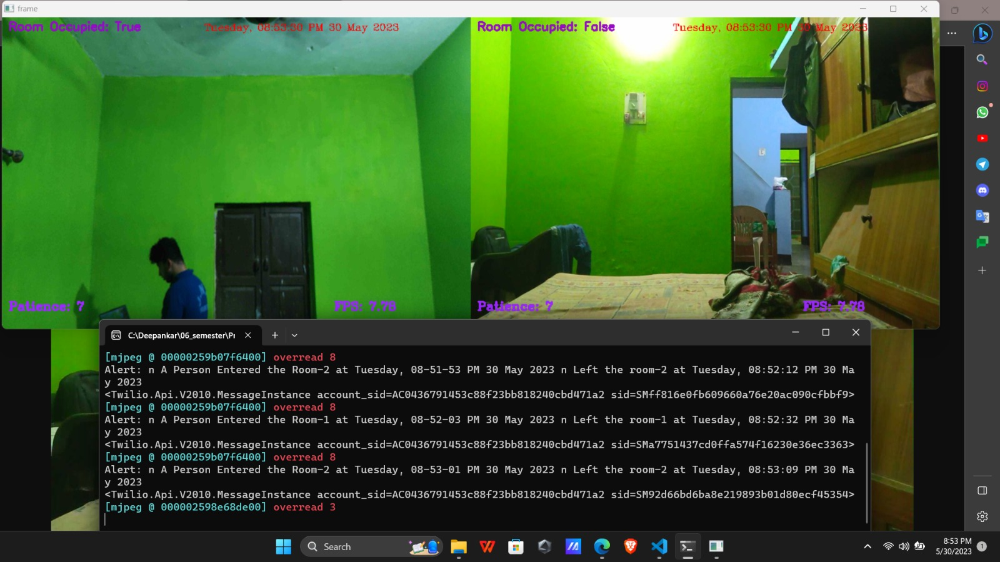 frame
Room Occupied: True
Tuesday, 08:53:30 PM 30 May 2023
Room Occupied: False
Tuesday, 08:53:30 PM 30 May 2023
Patience: 7
FPS: 7.78
Patience: 7
FPS: 7.78
C:\Deepankar\06_semester\Pr
[mjpeg @ 00000259b07f6400] overread 8
Alert: n A Person Entered the Room-2 at Tuesday, 08-51-53 PM 30 May 2023 n Left the room-2 at Tuesday, 08:52:12 PM 30 Ma
y 2023
<Twilio.Api.V2010.MessageInstance account_sid=AC0436791453c88f23bb818240cbd471a2 sid=SMff816e0fb609660a76e20ac090cfbbf9>
[mjpeg @ 00000259b07f6400] overread 8
Alert: n A Person Entered the Room-1 at Tuesday, 08-52-03 PM 30 May 2023 n Left the room-1 at Tuesday, 08:52:32 PM 30 Ma
y 2023
<Twilio.Api.V2010.MessageInstance account_sid=AC0436791453c88f23bb818240cbd471a2 sid=SMa7751437cd0ffa574f16230e36ec3363>
[mjpeg @ 00000259b07f6400] overread 8
Alert: n A Person Entered the Room-2 at Tuesday, 08-53-01 PM 30 May 2023 n Left the room-2 at Tuesday, 08:53:09 PM 30 Ma
y 2023
<Twilio.Api.V2010.MessageInstance account_sid=AC0436791453c88f23bb818240cbd471a2 sid=SM92d66bd6ba8e219893b01d80ecf45354>
[mjpeg @ 000002598e68de00] overread 3
Search
8:53 PM
5/30/2023
1